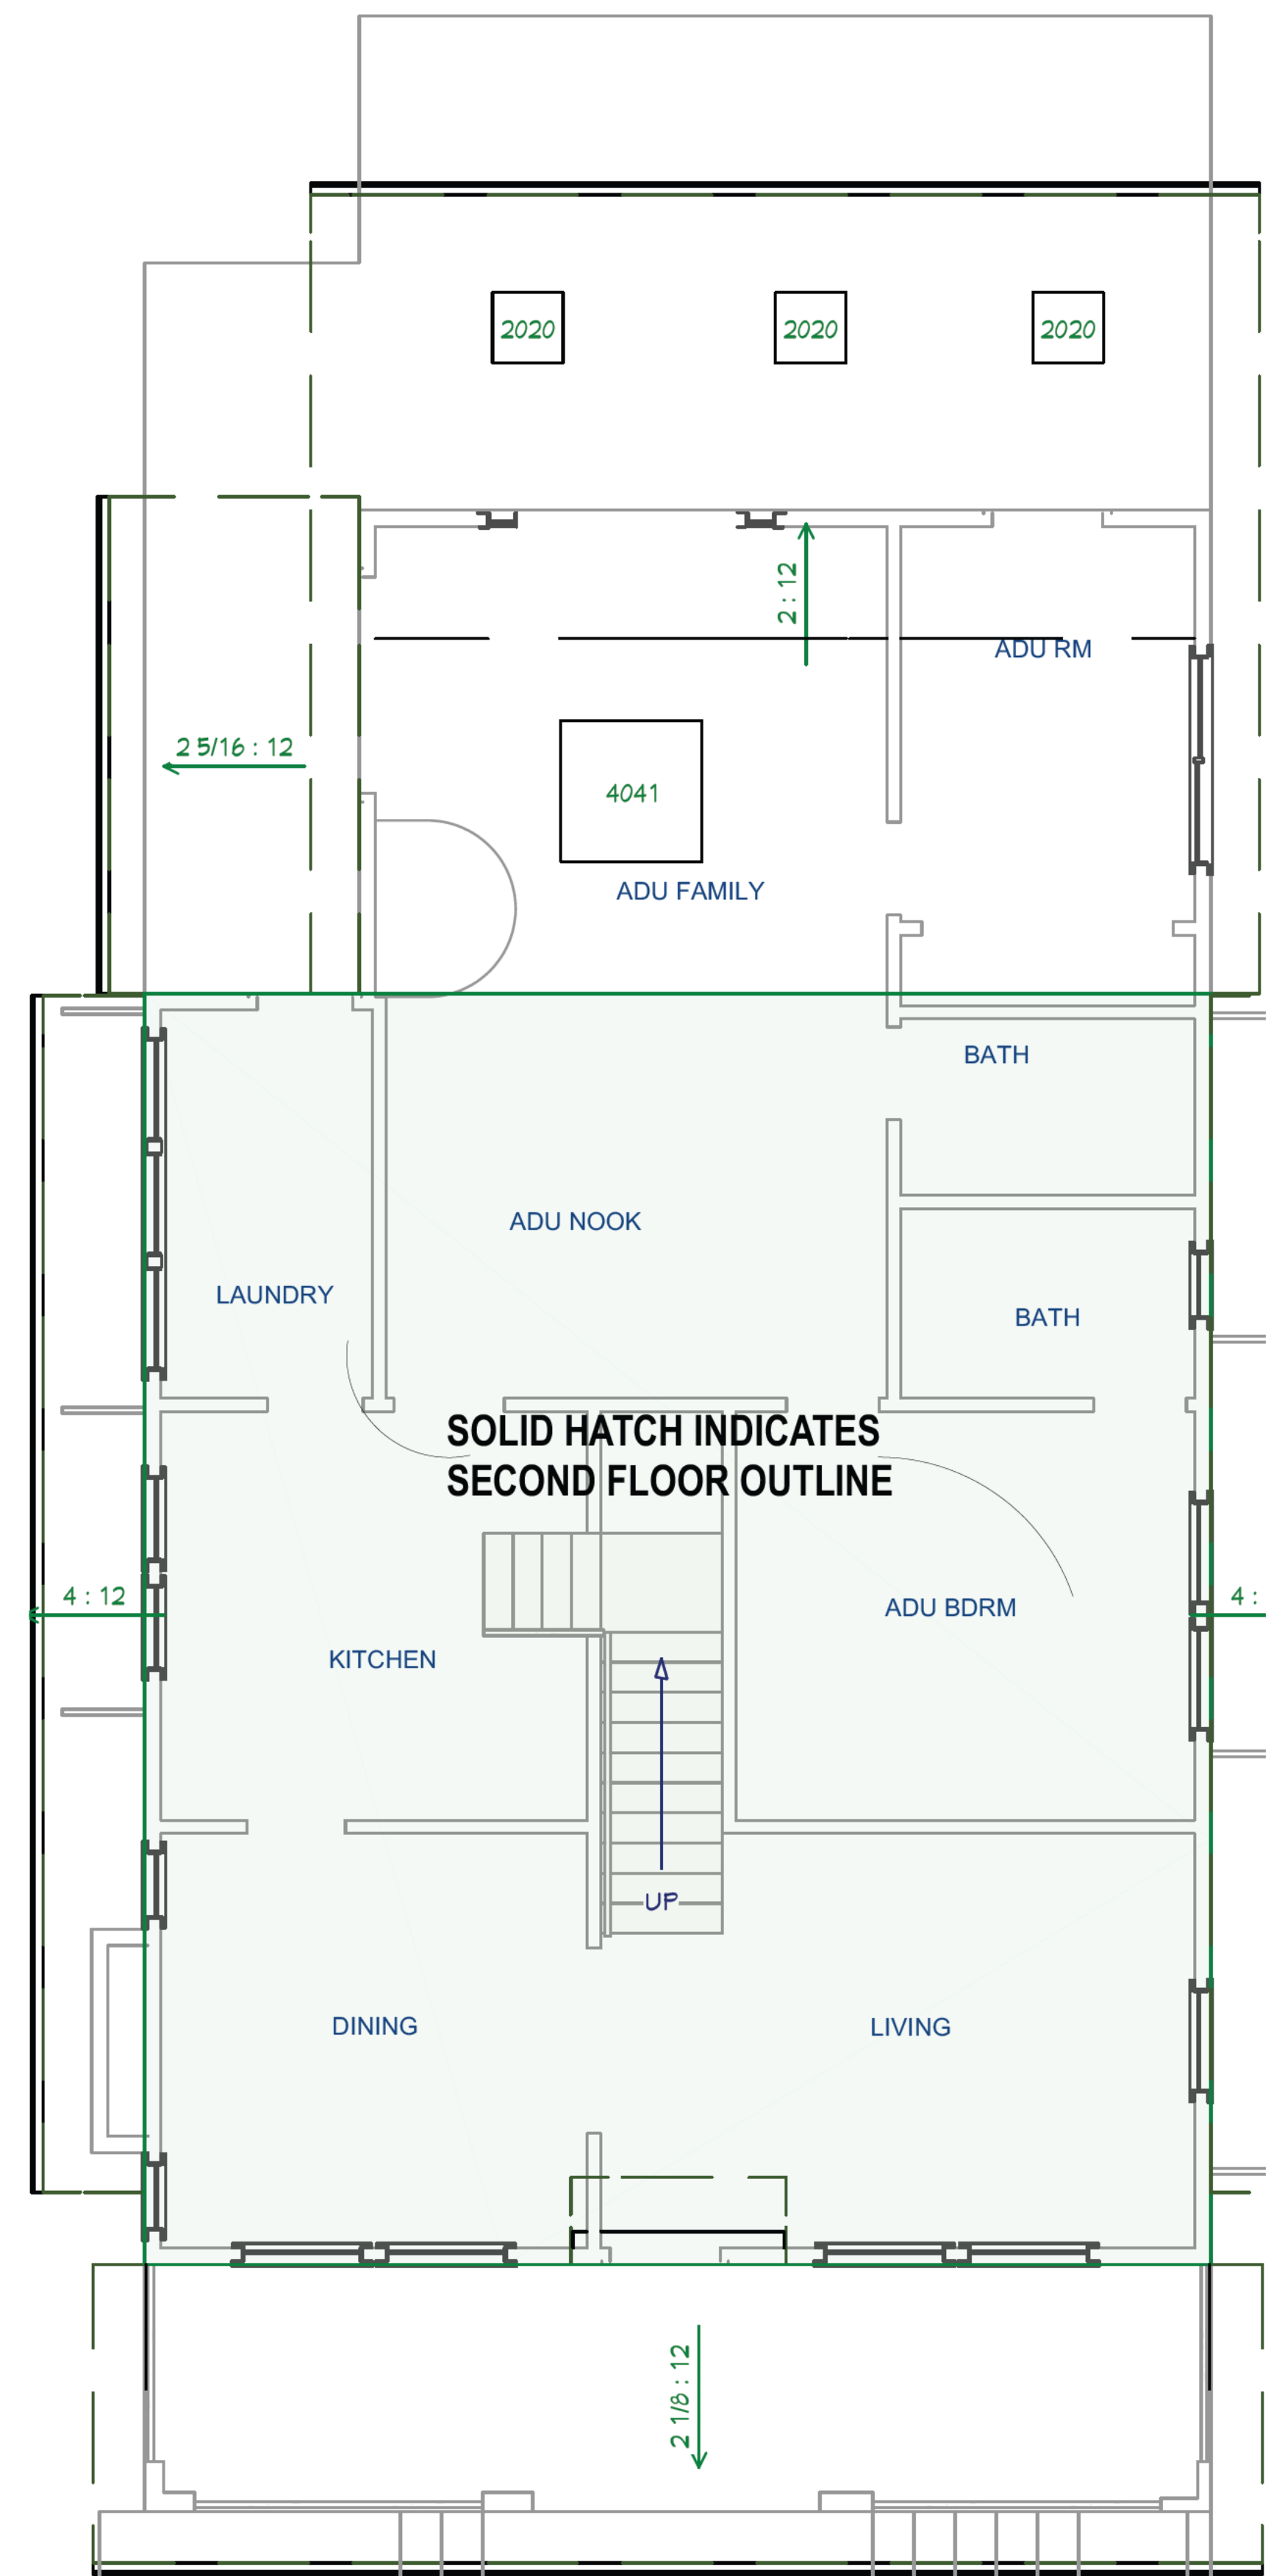 2020
2020
2020
2 : 12
ADU RM
2 5/16 : 12
4041
ADU FAMILY
BATH
ADU NOOK
LAUNDRY
BATH
SOLID HATCH INDICATES
SECOND FLOOR OUTLINE
4 : 12
4 :
ADU BDRM
KITCHEN
UP
DINING
LIVING
2 1/8 : 12